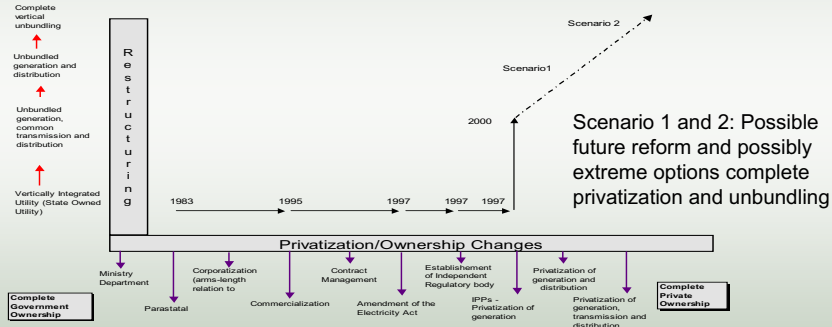 Complete
vertical
unbundling
Unbundled
generation and
distribution
Unbundled
generation,
common
transmission and
distribution
Vertically Integrated
Utility (State Owned
Utility)
Restructuring
1983
1995
1997
1997
1997
2000
Scenario1
Scenario 2
Scenario 1 and 2: Possible
future reform and possibly
extreme options complete
privatization and unbundling
Privatization/Ownership Changes
Complete
Government
Ownership
Ministry
Department
Parastatal
Corporatization
(arms-length
relation to
Commercialization
Contract
Management
Amendment of the
Electricity Act
Establishement
of Independent
Regulatory body
IPPs -
Privatization of
generation
Privatization of
generation and
distribution
Privatization of
generation,
transmission and
distribution
Complete
Private
Ownership